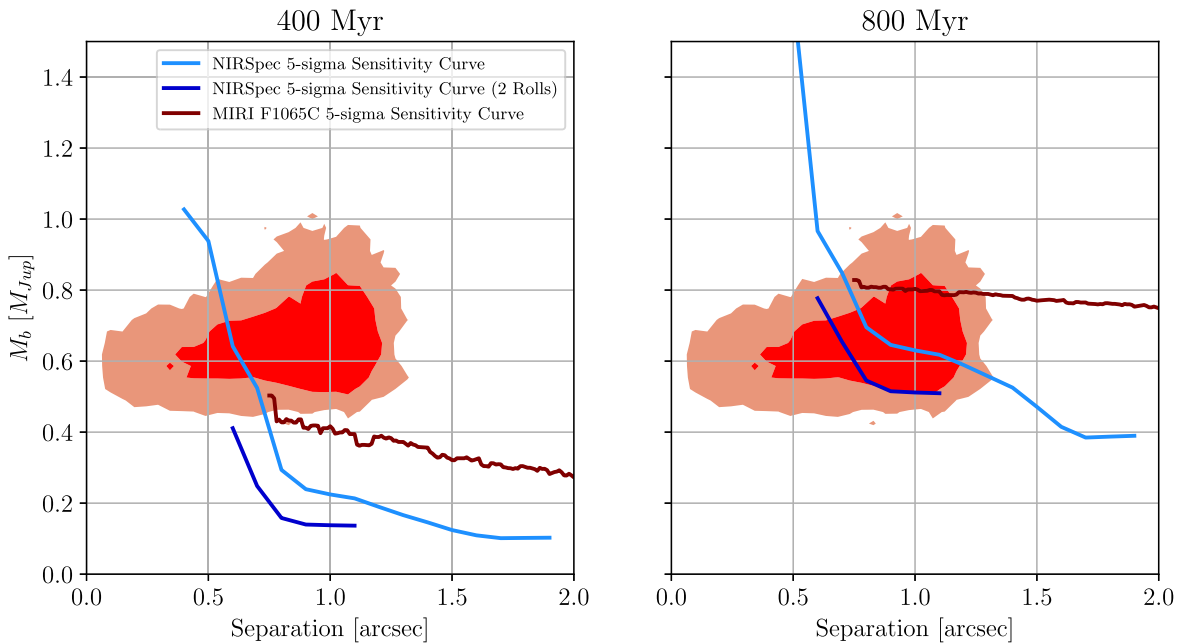 400 Myr
800 Myr
NIRSpec 5-sigma Sensitivity Curve
NIRSpec 5-sigma Sensitivity Curve (2 Rolls)
MIRI F1065C 5-sigma Sensitivity Curve
M_b [M_{Jup}]
1.4
1.2
1.0
0.8
0.6
0.4
0.2
0.0
0.0 0.5 1.0 1.5 2.0
0.0 0.5 1.0 1.5 2.0
Separation [arcsec]
Separation [arcsec]